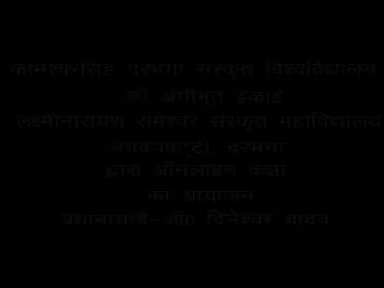 कामेश्वरसिंह दरभंगा संस्कृत विश्वविद्यालय
की अंगीभूत इकाई
लक्ष्मीनारायण रामेश्वर संस्कृत महाविद्यालय
दरभंगा
द्वारा ऑनलाइन कक्षा
का आयोजन
प्रधानाचार्य- डॉ0 दिनेश्वर यादव